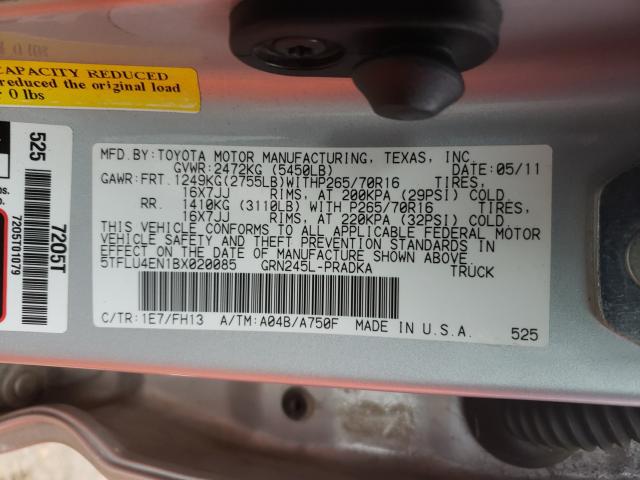 CAPACITY REDUCED
reduced the original load
r 0 lbs
525
7205T
7205T01079
MFD.BY:TOYOTA MOTOR MANUFACTURING, TEXAS, INC.
GVWR:2472KG (5450LB) DATE:05/11
GAWR:FRT.1249KG(2755LB)WITHP265/70R16 TIRES,
16X7JJ RIMS, AT 200KPA (29PSI) COLD
RR. 1410KG (3110LB) WITH P265/70R16 TIRES,
16X7JJ RIMS, AT 220KPA (32PSI) COLD
THIS VEHICLE CONFORMS TO ALL APPLICABLE FEDERAL MOTOR
VEHICLE SAFETY AND THEFT PREVENTION STANDARDS IN
EFFECT ON THE DATE OF MANUFACTURE SHOWN ABOVE.
5TFLU4EN1BX020085 GRN245L-PRADKA TRUCK
C/TR:1E7/FH13 A/TM:A04B/A750F MADE IN U.S.A. 525